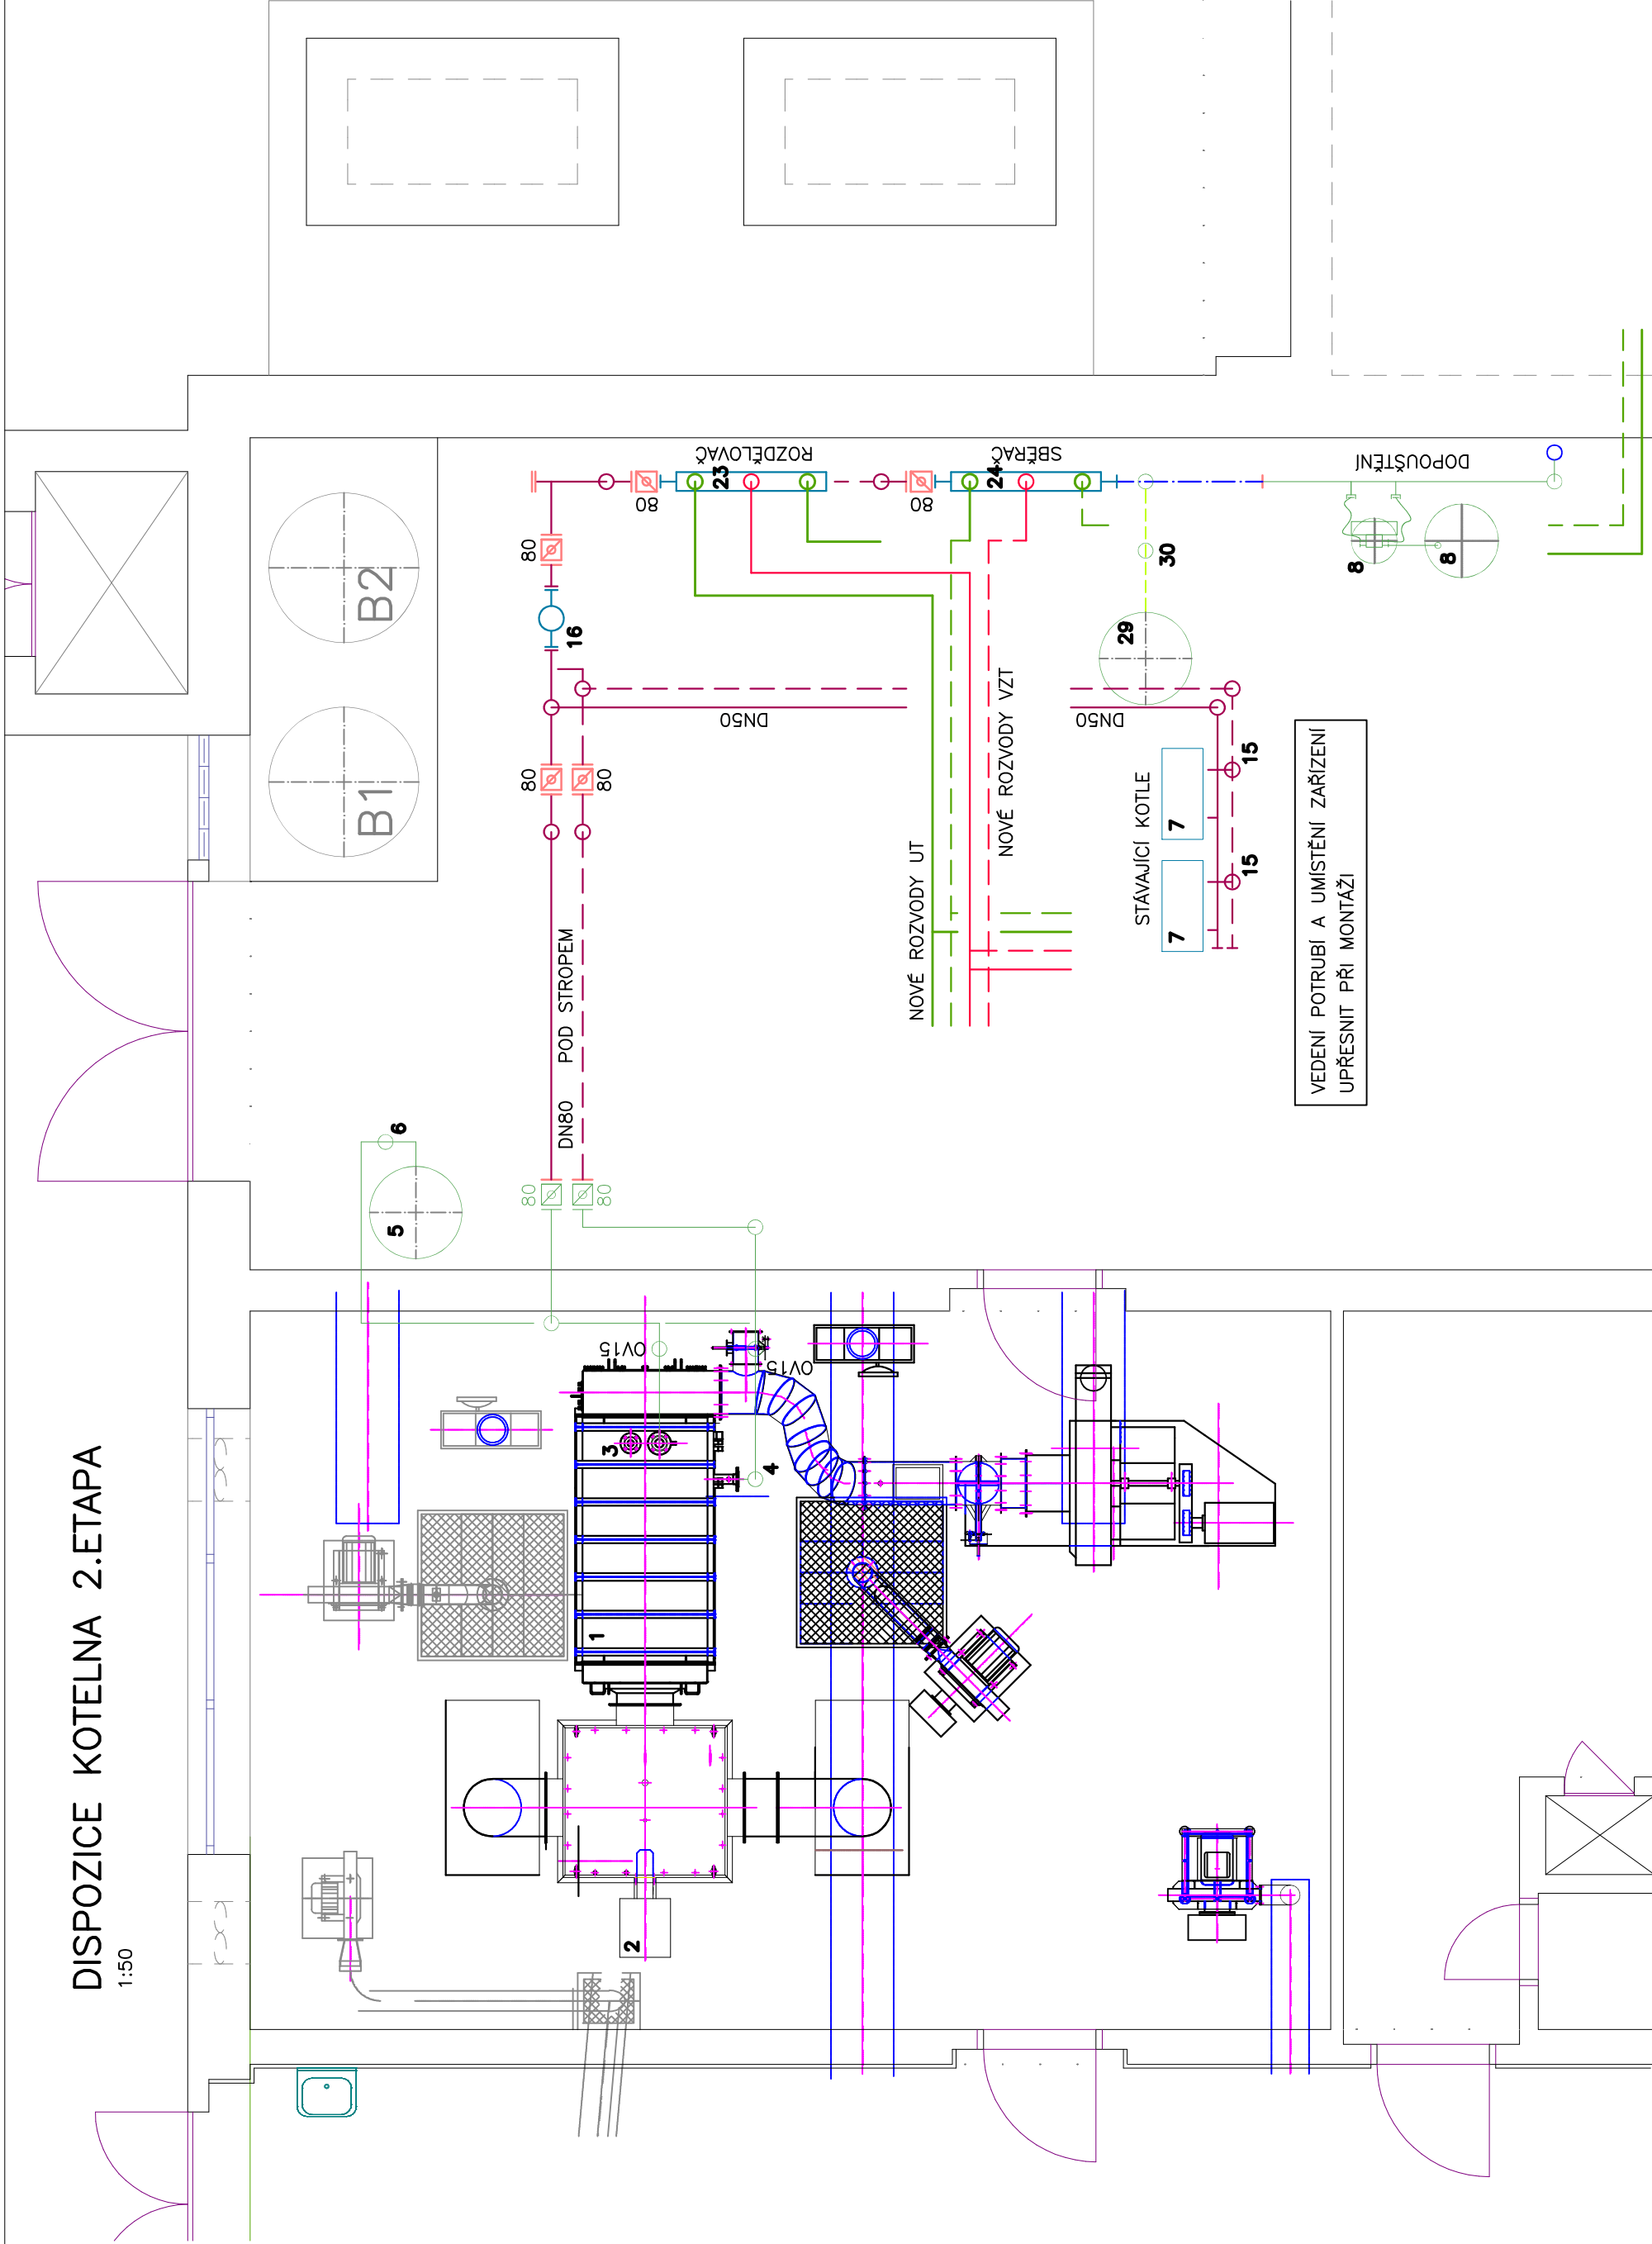 DISPOZICE KOTELNA 2.ETAPA
1:50
B1
B2
5
6
80
80
DN80 POD STROPEM
80
80
80
16
80
23
ROZDĚLOVAČ
80
24
SBĚRAČ
DN50
DN50
NOVÉ ROZVODY UT
NOVÉ ROZVODY VZT
30
29
DOPOUŠTĚNÍ
8
8
STÁVAJÍCÍ KOTLE
7
7
15
15
VEDENÍ POTRUBÍ A UMÍSTĚNÍ ZAŘÍZENÍ
UPŘESNIT PŘI MONTÁŽI
OV15
OV15
3
4
1
2